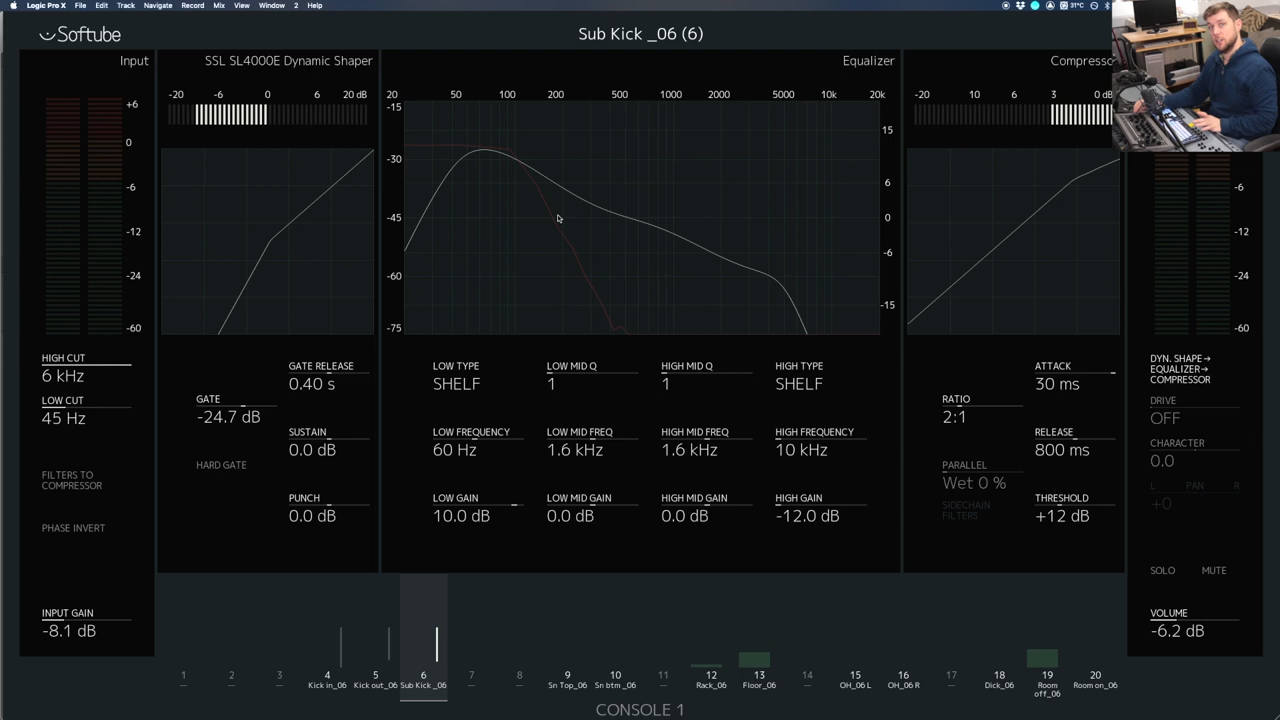 Logic Pro X File Edit Track Navigate Record Mix View Window 2 Help
31°C
Softube
Sub Kick _06 (6)
Input
SSL SL4000E Dynamic Shaper
Equalizer
Compresso
-20 -6 0 6 20 dB
20 50 100 200 500 1000 2000 5000 10k 20k
-20 10 6 3 0 dB
+6
0
-6
-12
-24
-60
-15
-30
-45
-60
-75
15
6
0
-6
-15
-6
-12
-24
-60
HIGH CUT
6 kHz
LOW CUT
45 Hz
FILTERS TO
COMPRESSOR
PHASE INVERT
INPUT GAIN
-8.1 dB
GATE RELEASE
0.40 s
GATE
-24.7 dB
SUSTAIN
0.0 dB
HARD GATE
PUNCH
0.0 dB
LOW TYPE LOW MID Q HIGH MID Q HIGH TYPE
SHELF 1 1 SHELF
LOW FREQUENCY LOW MID FREQ HIGH MID FREQ HIGH FREQUENCY
60 Hz 1.6 kHz 1.6 kHz 10 kHz
LOW GAIN LOW MID GAIN HIGH MID GAIN HIGH GAIN
10.0 dB 0.0 dB 0.0 dB -12.0 dB
ATTACK
30 ms
RATIO
2:1
RELEASE
800 ms
PARALLEL
Wet 0 %
SIDECHAIN
FILTERS
THRESHOLD
+12 dB
DYN. SHAPE→
EQUALIZER→
COMPRESSOR
DRIVE
OFF
CHARACTER
0.0
L PAN R
+0
SOLO MUTE
VOLUME
-6.2 dB
1 2 3 4 5 6 7 8 9 10 11 12 13 14 15 16 17 18 19 20
— — — Kick in_06 Kick out_06 Sub Kick _06 — — Sn Top_06 Sn btm _06 — Rack_06 Floor_06 — OH_06 L OH_06 R — Dick_06 Room off_06 Room on_06
CONSOLE 1